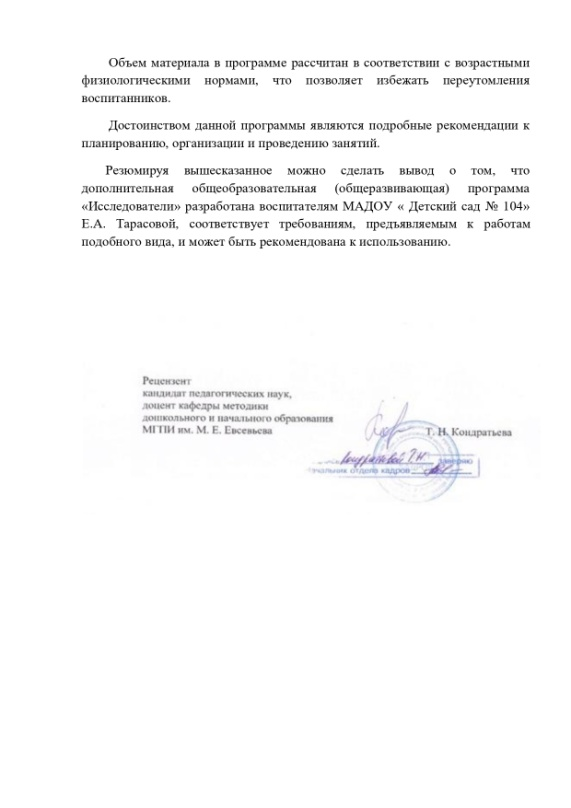 Объем материала в программе рассчитан в соответствии с возрастными
физиологическими нормами, что позволяет избежать переутомления
воспитанников.
Достоинством данной программы являются подробные рекомендации к
планированию, организации и проведению занятий.
Резюмируя вышесказанное можно сделать вывод о том, что
дополнительная общеобразовательная (общеразвивающая) программа
«Исследователи» разработана воспитателям МАДОУ « Детский сад № 104»
Е.А. Тарасовой, соответствует требованиям, предъявляемым к работам
подобного вида, и может быть рекомендована к использованию.
Рецензент
кандидат педагогических наук,
доцент кафедры методики
дошкольного и начального образования
МГПИ им. М. Е. Евсевьева
Т. Н. Кондратьева
Кондратьевой Т.Н заверяю
Начальник отдела кадров